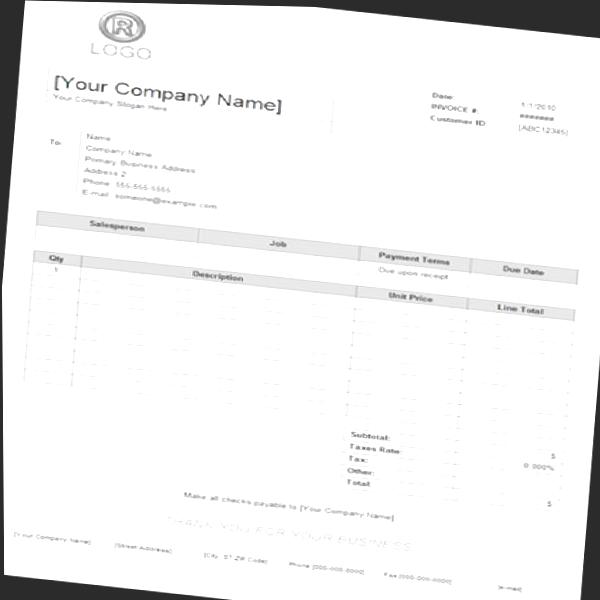 R
LOGO
[Your Company Name]
Your Company Slogan Here
Date: 1/1/2010
INVOICE #: #######
Customer ID: [ABC12345]
To: Name
Company Name
Primary Business Address
Address 2
Phone: 555-555-5555
E-mail: someone@example.com
Salesperson Job Payment Terms Due Date
Due upon receipt
Qty Description Unit Price Line Total
1
Subtotal: $
Taxes Rate: 0.000%
Tax:
Other:
Total: $
Make all checks payable to [Your Company Name]
THANK YOU FOR YOUR BUSINESS
[Your Company Name] [Street Address] [City, ST ZIP Code] Phone [000-000-0000] Fax [000-000-0000] [e-mail]